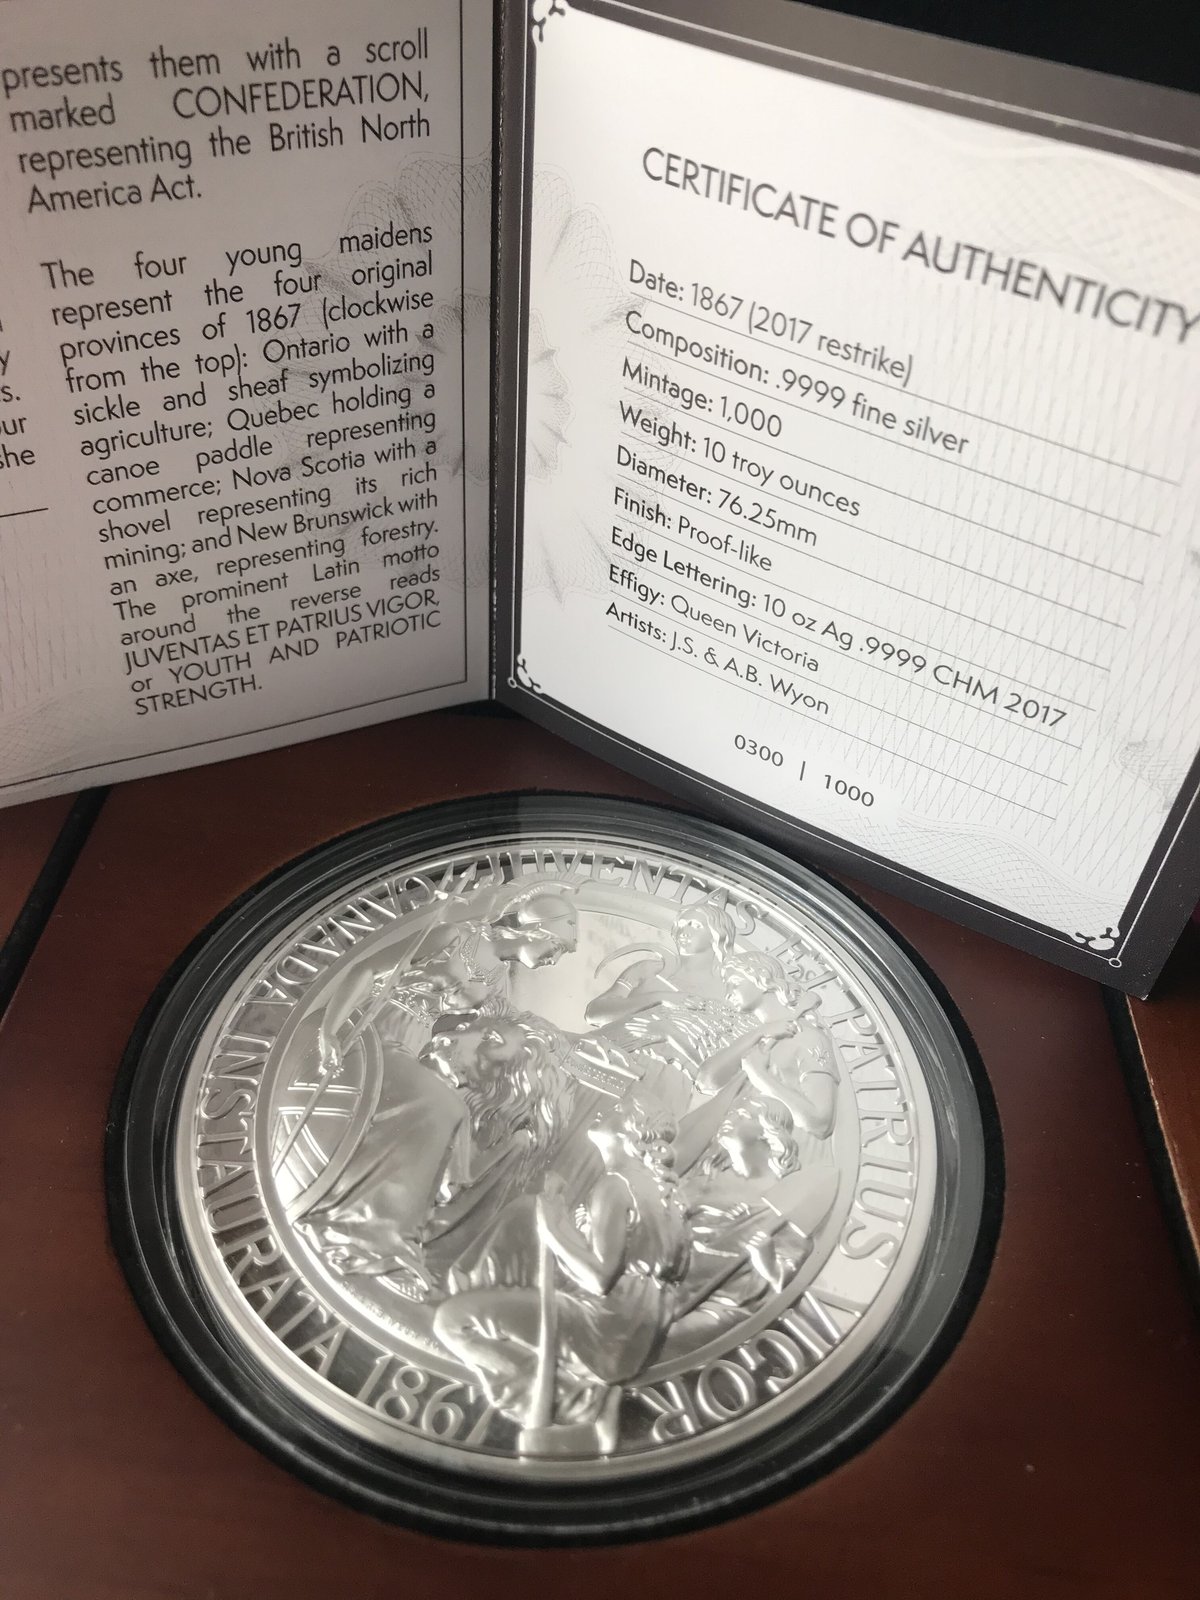 presents them with a scroll
marked CONFEDERATION,
representing the British North
America Act.
The four young maidens
represent the four original
provinces of 1867 (clockwise
from the top): Ontario with a
sickle and sheaf symbolizing
agriculture; Quebec holding a
canoe paddle representing
commerce; Nova Scotia with a
shovel representing its rich
mining; and New Brunswick with
an axe, representing forestry.
The prominent Latin motto
around the reverse reads
JUVENTAS ET PATRIUS VIGOR
or YOUTH AND PATRIOTIC
STRENGTH.
CERTIFICATE OF AUTHENTICITY
Date: 1867 (2017 restrike)
Composition: .9999 fine silver
Mintage: 1,000
Weight: 10 troy ounces
Diameter: 76.25mm
Finish: Proof-like
Edge Lettering: 10 oz Ag .9999 CHM 2017
Effigy: Queen Victoria
Artists: J.S. & A.B. Wyon
0300 | 1000
JUVENTAS ET PATRIUS VIGOR
CANADA INSTAURATA 1867